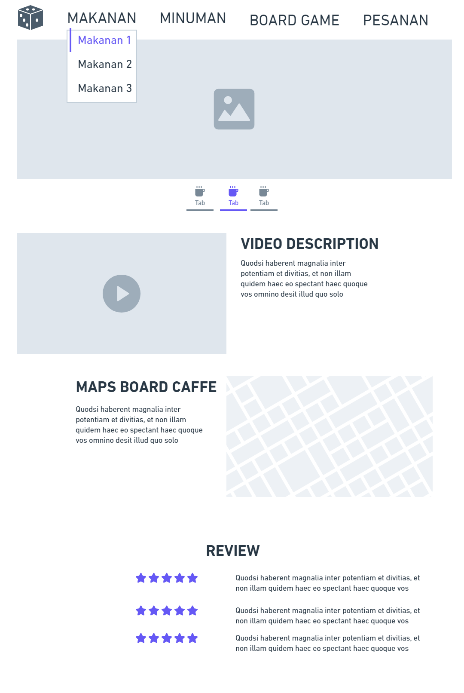 MAKANAN
MINUMAN
BOARD GAME
PESANAN
Makanan 1
Makanan 2
Makanan 3
Tab
Tab
Tab
VIDEO DESCRIPTION
Quodsi haberent magnalia inter
potentiam et divitias, et non illam
quidem haec eo spectant haec quoque
vos omnino desit illud quo solo
MAPS BOARD CAFFE
Quodsi haberent magnalia inter
potentiam et divitias, et non illam
quidem haec eo spectant haec quoque
vos omnino desit illud quo solo
REVIEW
Quodsi haberent magnalia inter potentiam et divitias, et
non illam quidem haec eo spectant haec quoque vos
Quodsi haberent magnalia inter potentiam et divitias, et
non illam quidem haec eo spectant haec quoque vos
Quodsi haberent magnalia inter potentiam et divitias, et
non illam quidem haec eo spectant haec quoque vos